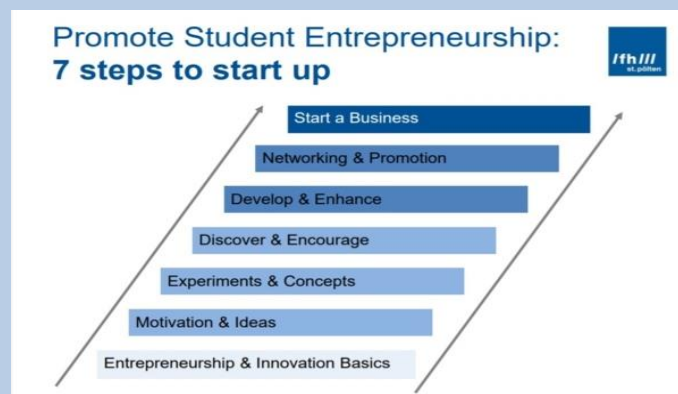 Promote Student Entrepreneurship:
7 steps to start up
/fh///
st.pölten
Start a Business
Networking & Promotion
Develop & Enhance
Discover & Encourage
Experiments & Concepts
Motivation & Ideas
Entrepreneurship & Innovation Basics